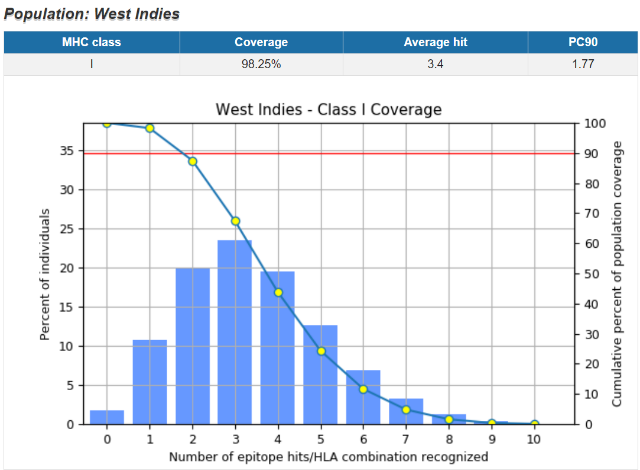 Population: West Indies
MHC class Coverage Average hit PC90
I 98.25% 3.4 1.77
West Indies - Class I Coverage
Percent of individuals
35
30
25
20
15
10
5
0
100
90
80
70
60
50
40
30
20
10
0
Cumulative percent of population coverage
0 1 2 3 4 5 6 7 8 9 10
Number of epitope hits/HLA combination recognized